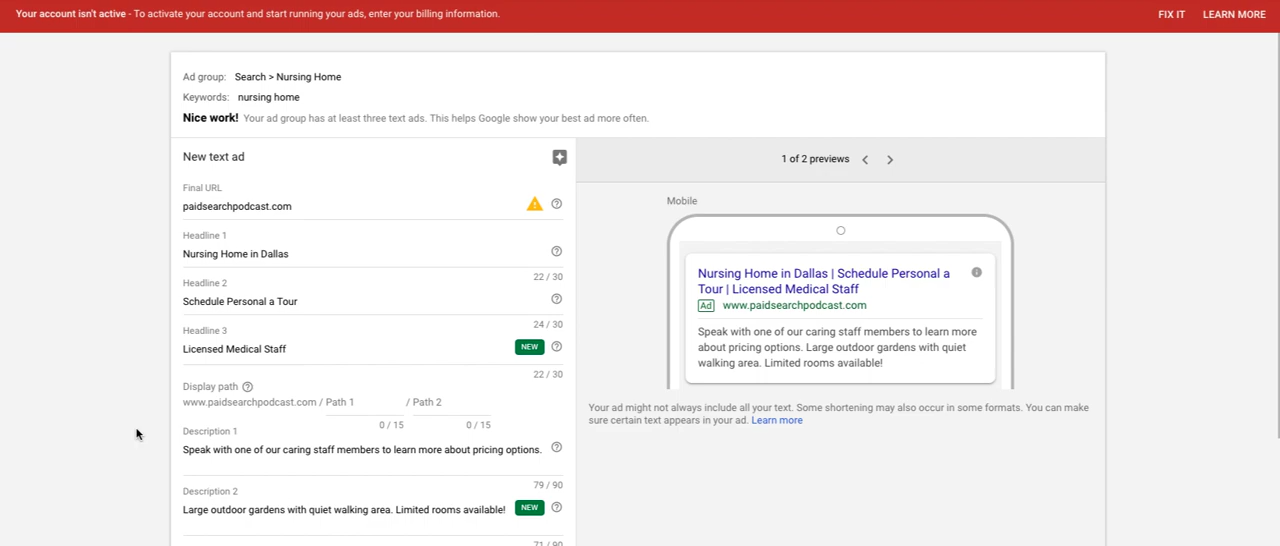 Your account isn't active - To activate your account and start running your ads, enter your billing information. FIX IT LEARN MORE
Ad group: Search > Nursing Home
Keywords: nursing home
Nice work! Your ad group has at least three text ads. This helps Google show your best ad more often.
New text ad
Final URL
paidsearchpodcast.com
Headline 1
Nursing Home in Dallas
22 / 30
Headline 2
Schedule Personal a Tour
24 / 30
Headline 3
Licensed Medical Staff NEW
22 / 30
Display path
www.paidsearchpodcast.com / Path 1 / Path 2
0 / 15 0 / 15
Description 1
Speak with one of our caring staff members to learn more about pricing options.
79 / 90
Description 2
Large outdoor gardens with quiet walking area. Limited rooms available! NEW
71 / 90
1 of 2 previews
Mobile
Nursing Home in Dallas | Schedule Personal a
Tour | Licensed Medical Staff
Ad www.paidsearchpodcast.com
Speak with one of our caring staff members to learn more
about pricing options. Large outdoor gardens with quiet
walking area. Limited rooms available!
Your ad might not always include all your text. Some shortening may also occur in some formats. You can make
sure certain text appears in your ad. Learn more